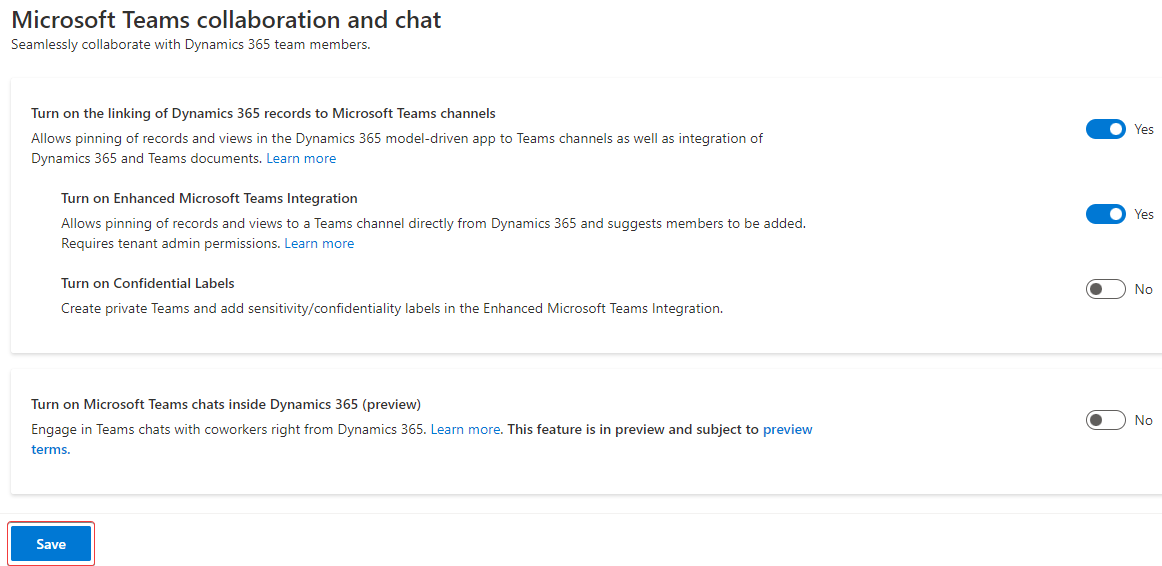 Microsoft Teams collaboration and chat
Seamlessly collaborate with Dynamics 365 team members.
Turn on the linking of Dynamics 365 records to Microsoft Teams channels
Allows pinning of records and views in the Dynamics 365 model-driven app to Teams channels as well as integration of
Dynamics 365 and Teams documents. Learn more
Yes
Turn on Enhanced Microsoft Teams Integration
Allows pinning of records and views to a Teams channel directly from Dynamics 365 and suggests members to be added.
Requires tenant admin permissions. Learn more
Yes
Turn on Confidential Labels
Create private Teams and add sensitivity/confidentiality labels in the Enhanced Microsoft Teams Integration.
No
Turn on Microsoft Teams chats inside Dynamics 365 (preview)
Engage in Teams chats with coworkers right from Dynamics 365. Learn more. This feature is in preview and subject to preview
terms.
No
Save